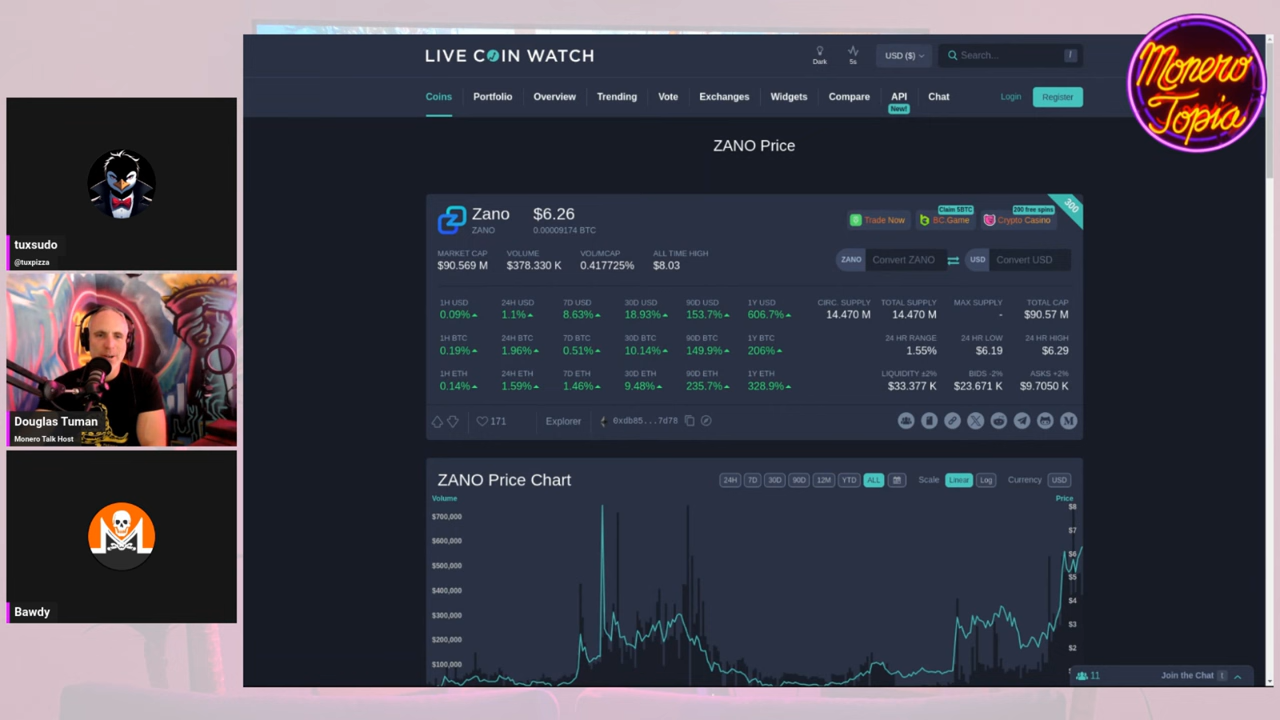 LIVE COIN WATCH
Dark
5s
USD ($)
Search...
/
Monero
Topia
Coins
Portfolio
Overview
Trending
Vote
Exchanges
Widgets
Compare
API
New!
Chat
Login
Register
ZANO Price
Zano
$6.26
ZANO
0.00009174 BTC
Trade Now
Claim 5BTC
BC.Game
290 free spins
Crypto Casino
300
MARKET CAP
VOLUME
VOL/MCAP
ALL TIME HIGH
$90.569 M
$378.330 K
0.417725%
$8.03
ZANO
Convert ZANO
USD
Convert USD
1H USD
24H USD
7D USD
30D USD
90D USD
1Y USD
CIRC. SUPPLY
TOTAL SUPPLY
MAX SUPPLY
TOTAL CAP
0.09%
1.1%
8.63%
18.93%
153.7%
606.7%
14.470 M
14.470 M
-
$90.57 M
1H BTC
24H BTC
7D BTC
30D BTC
90D BTC
1Y BTC
24 HR RANGE
24 HR LOW
24 HR HIGH
0.19%
1.96%
0.51%
10.14%
149.9%
206%
1.55%
$6.19
$6.29
1H ETH
24H ETH
7D ETH
30D ETH
90D ETH
1Y ETH
LIQUIDITY ±2%
BIDS -2%
ASKS +2%
0.14%
1.59%
1.46%
9.48%
235.7%
328.9%
$33.377 K
$23.671 K
$9.7050 K
171
Explorer
0xdb85...7d78
ZANO Price Chart
24H
7D
30D
90D
12M
YTD
ALL
Scale
Linear
Log
Currency
USD
Volume
Price
$700,000
$600,000
$500,000
$400,000
$300,000
$200,000
$100,000
$8
$7
$6
$5
$4
$3
$2
11
Join the Chat
tuxsudo
@tuxpizza
Douglas Tuman
Monero Talk Host
Bawdy